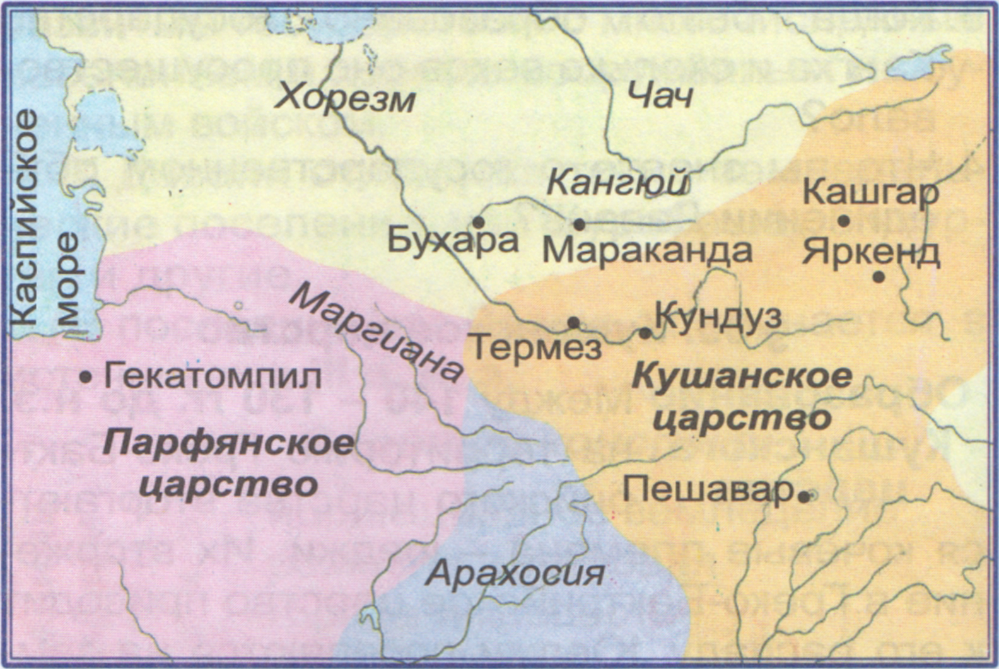 Хорезм
Чач
Каспийское
море
Кангюй
Кашгар
Бухара
Мараканда
Яркенд
Маргиана
Кундуз
Термез
Гекатомпил
Кушанское
царство
Парфянское
царство
Пешавар
Арахосия